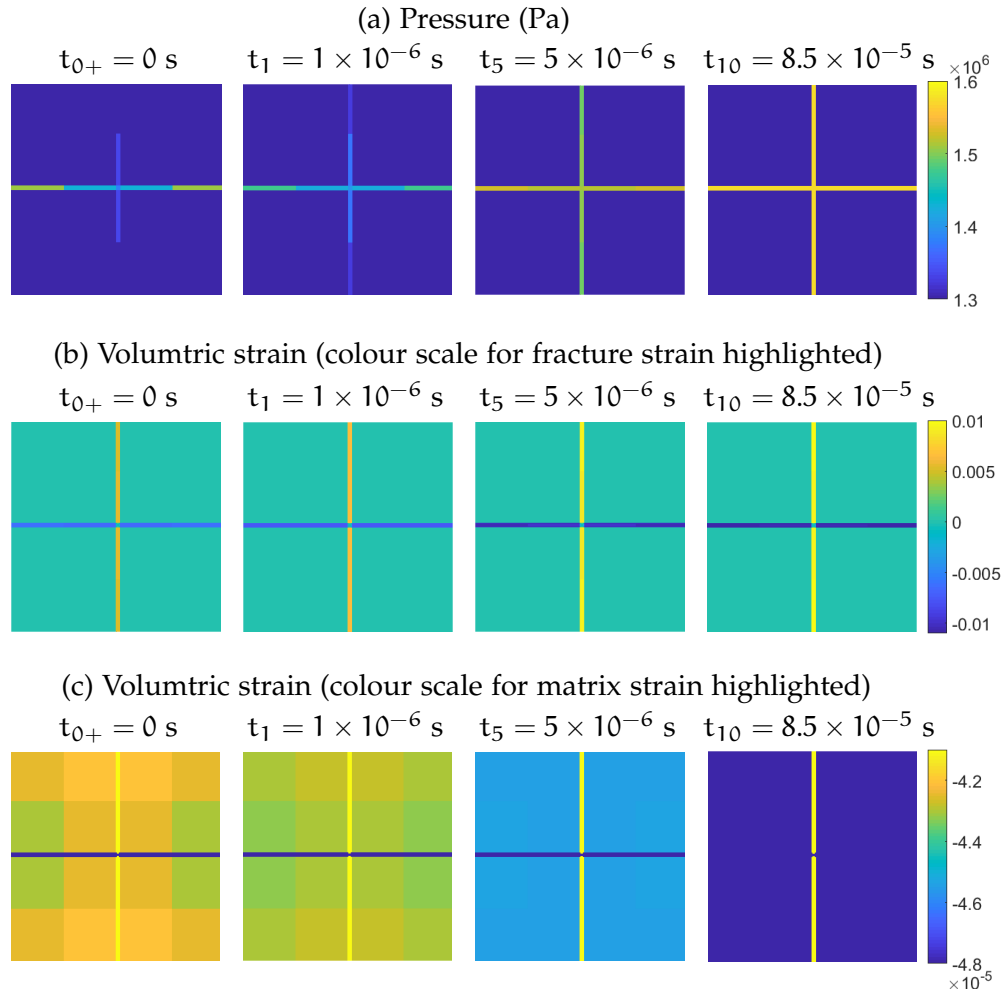 (a) Pressure (Pa)
t₀₊ = 0 s t₁ = 1 × 10⁻⁶ s t₅ = 5 × 10⁻⁶ s t₁₀ = 8.5 × 10⁻⁵ s
×10⁶
1.6
1.5
1.4
1.3
(b) Volumtric strain (colour scale for fracture strain highlighted)
t₀₊ = 0 s t₁ = 1 × 10⁻⁶ s t₅ = 5 × 10⁻⁶ s t₁₀ = 8.5 × 10⁻⁵ s
0.01
0.005
0
-0.005
-0.01
(c) Volumtric strain (colour scale for matrix strain highlighted)
t₀₊ = 0 s t₁ = 1 × 10⁻⁶ s t₅ = 5 × 10⁻⁶ s t₁₀ = 8.5 × 10⁻⁵ s
-4.2
-4.4
-4.6
-4.8
×10⁻⁵